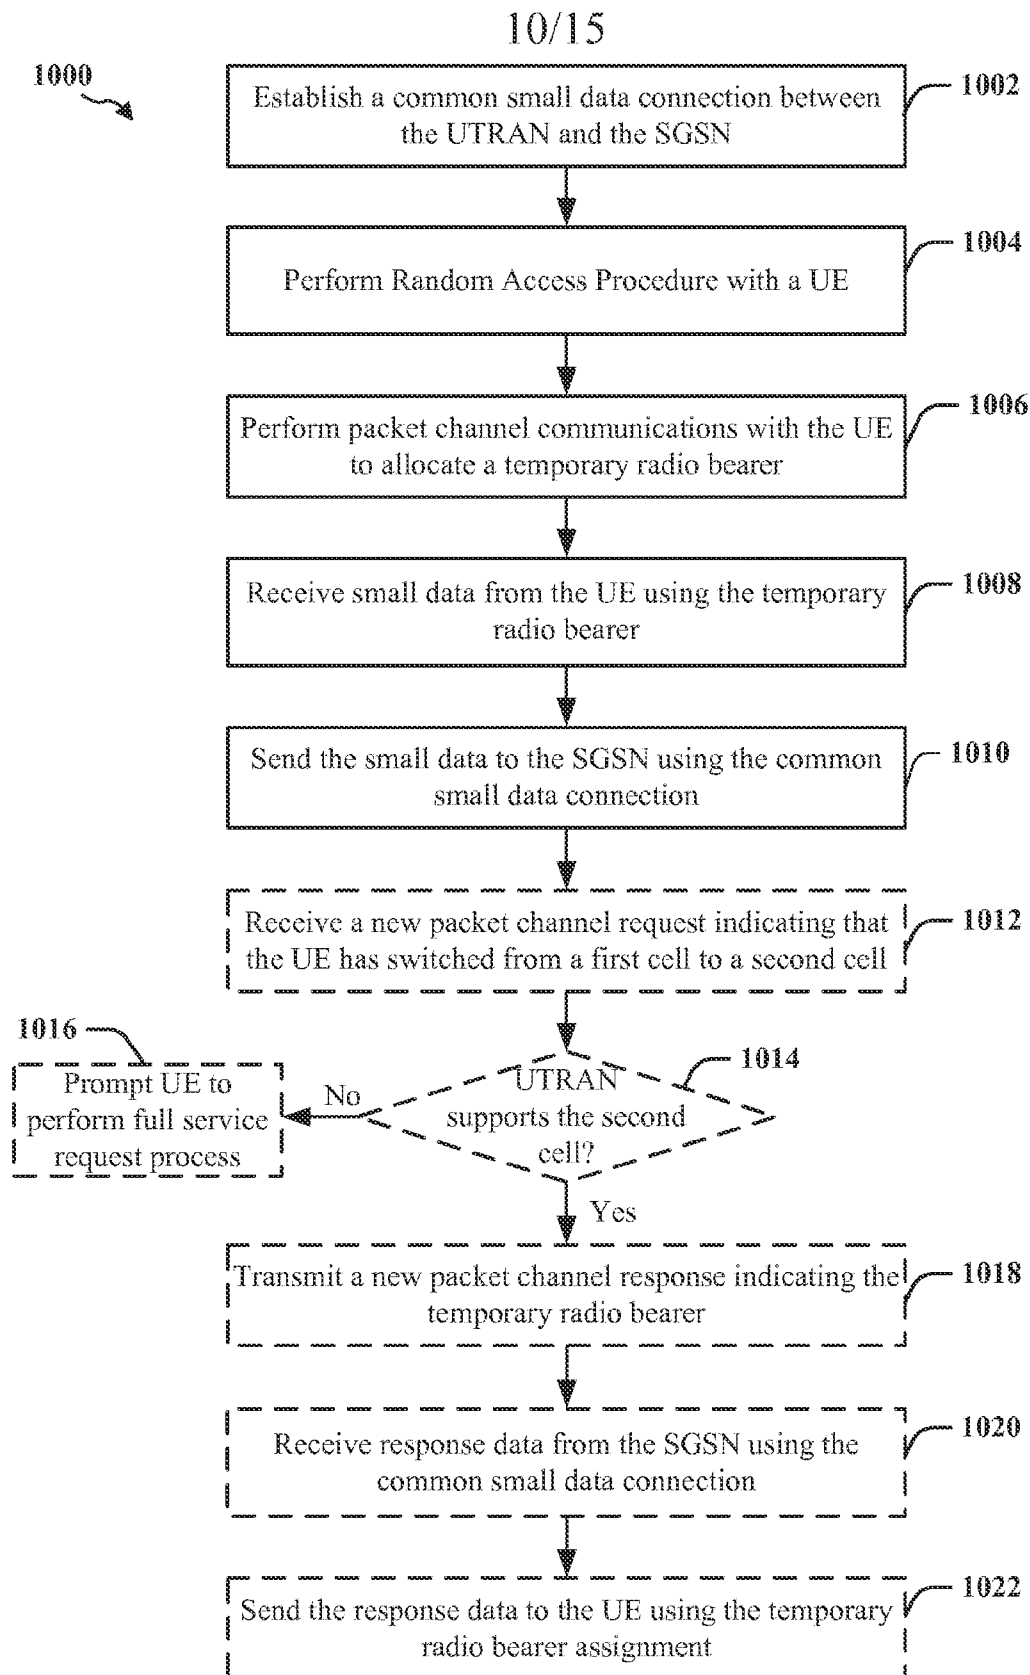 10/15
1000
1002
Establish a common small data connection between
the UTRAN and the SGSN
1004
Perform Random Access Procedure with a UE
1006
Perform packet channel communications with the UE
to allocate a temporary radio bearer
1008
Receive small data from the UE using the temporary
radio bearer
1010
Send the small data to the SGSN using the common
small data connection
1012
Receive a new packet channel request indicating that
the UE has switched from a first cell to a second cell
1016
1014
Prompt UE to
perform full service
request process
No
UTRAN
supports the second
cell?
Yes
1018
Transmit a new packet channel response indicating the
temporary radio bearer
1020
Receive response data from the SGSN using the
common small data connection
1022
Send the response data to the UE using the temporary
radio bearer assignment